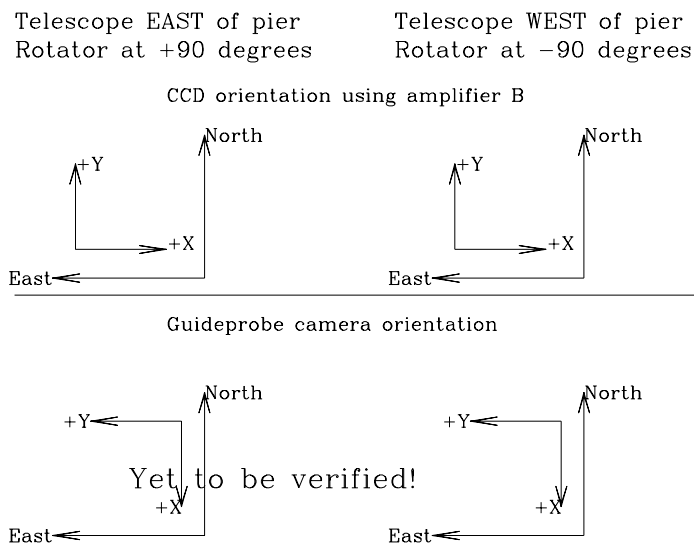 Telescope EAST of pier
Rotator at +90 degrees
Telescope WEST of pier
Rotator at −90 degrees
CCD orientation using amplifier B
North
+Y
+X
East
North
+Y
+X
East
Guideprobe camera orientation
North
+Y
+X
East
North
+Y
+X
East
Yet to be verified!